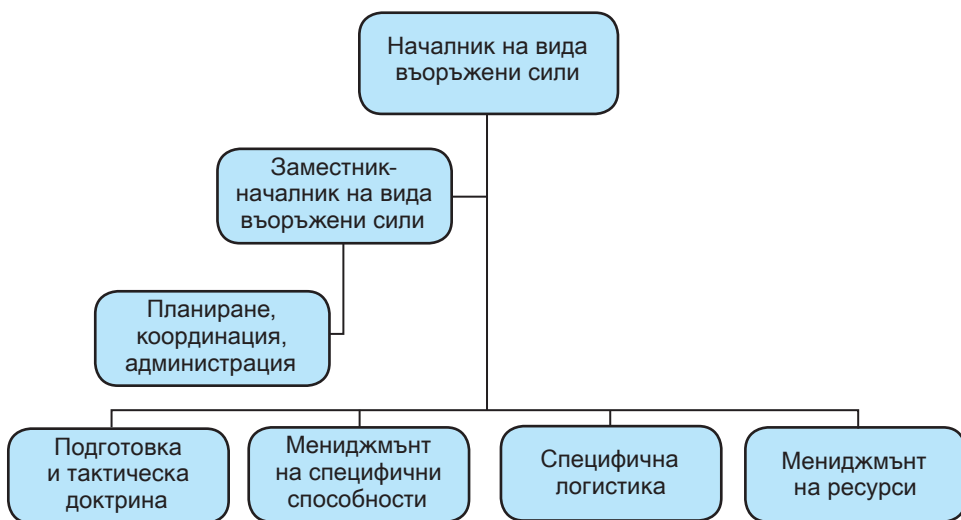 Началник на вида
въоръжени сили
Заместник-
началник на вида
въоръжени сили
Планиране,
координация,
администрация
Подготовка
и тактическа
доктрина
Мениджмънт
на специфични
способности
Специфична
логистика
Мениджмънт
на ресурси